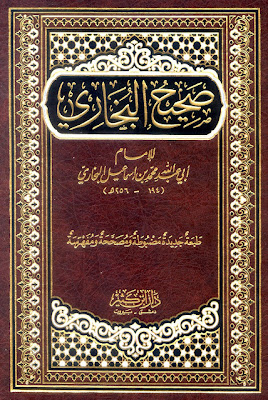 صحيح البخاري
للإمام
أبي عبد الله محمد بن إسماعيل البخاري
(١٩٤ - ٢٥٦ هـ)
طبعة جديدة مضبوطة ومصححة ومفهرسة
دار ابن كثير
دمشق - بيروت